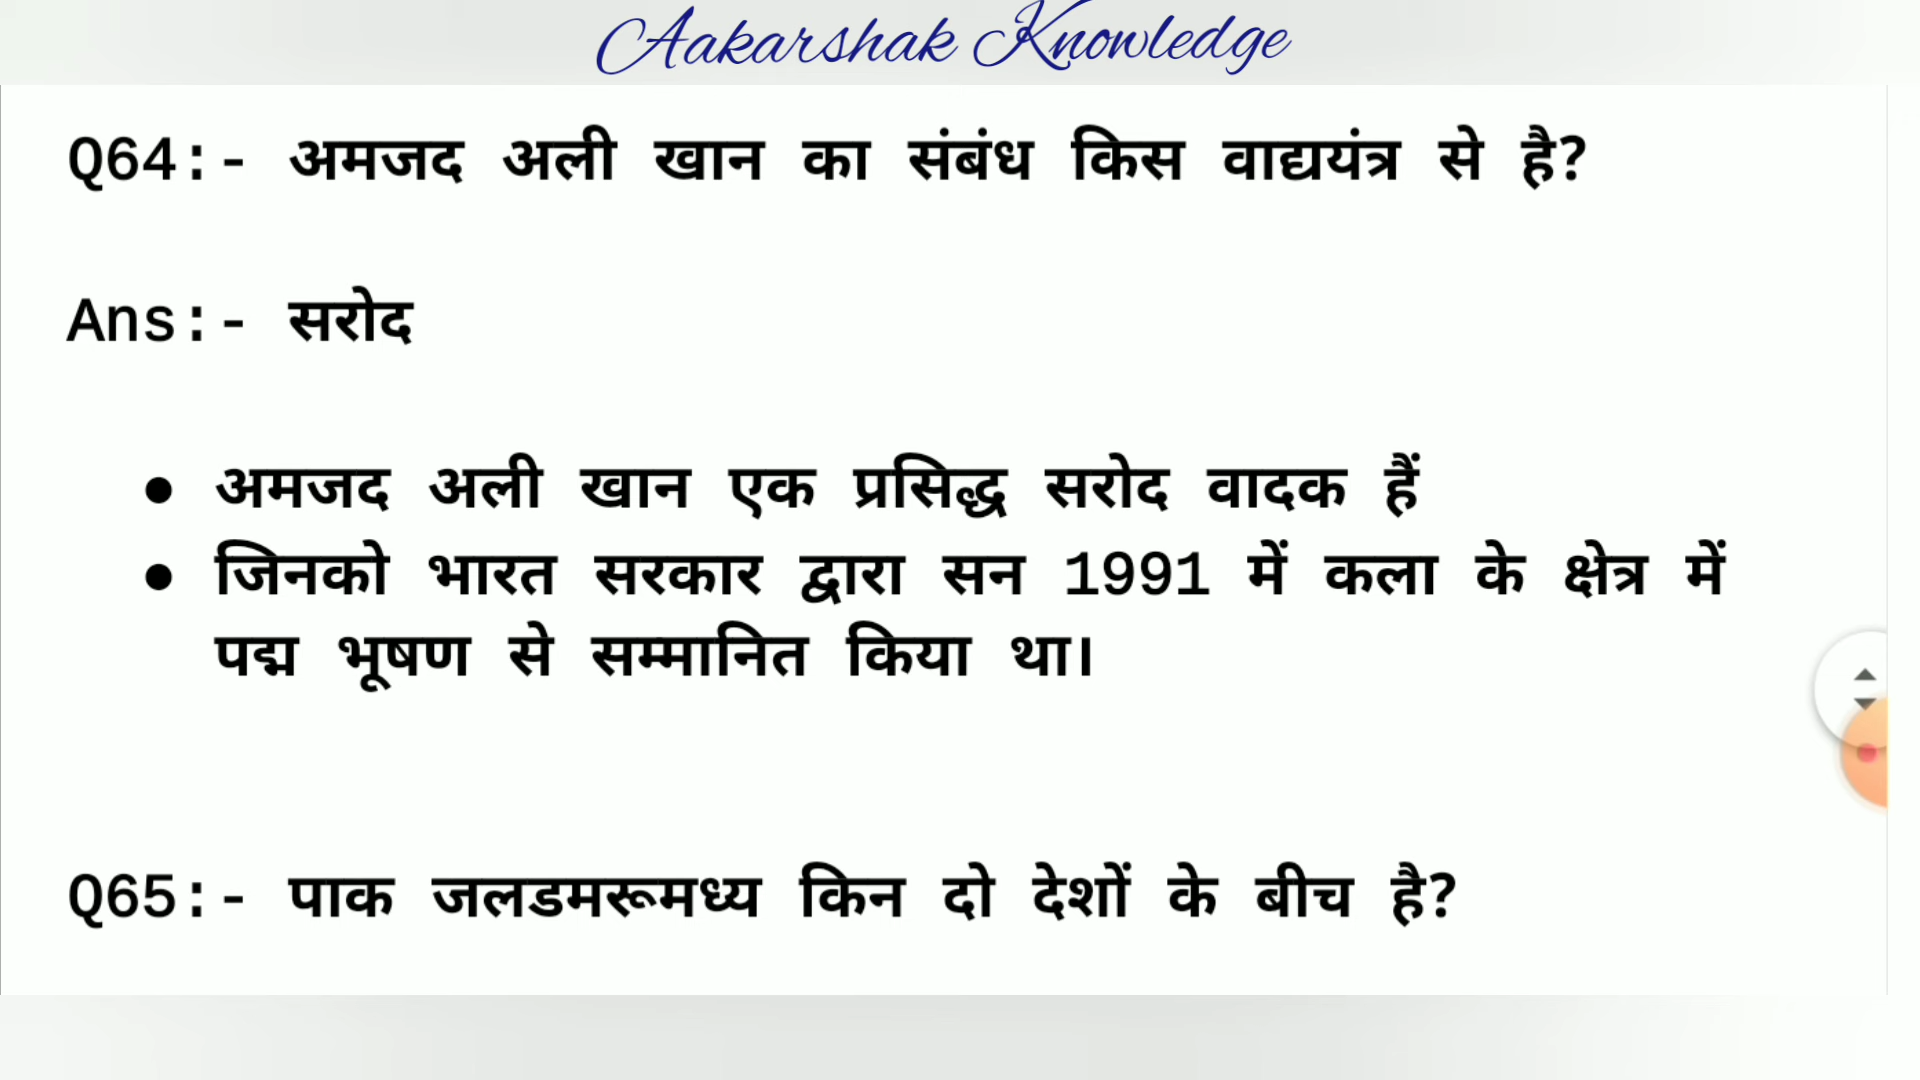 Aakarshak Knowledge
Q64:- अमजद अली खान का संबंध किस वाद्ययंत्र से है?
Ans:- सरोद
● अमजद अली खान एक प्रसिद्ध सरोद वादक हैं
● जिनको भारत सरकार द्वारा सन 1991 में कला के क्षेत्र में
पद्म भूषण से सम्मानित किया था।
Q65:- पाक जलडमरूमध्य किन दो देशों के बीच है?